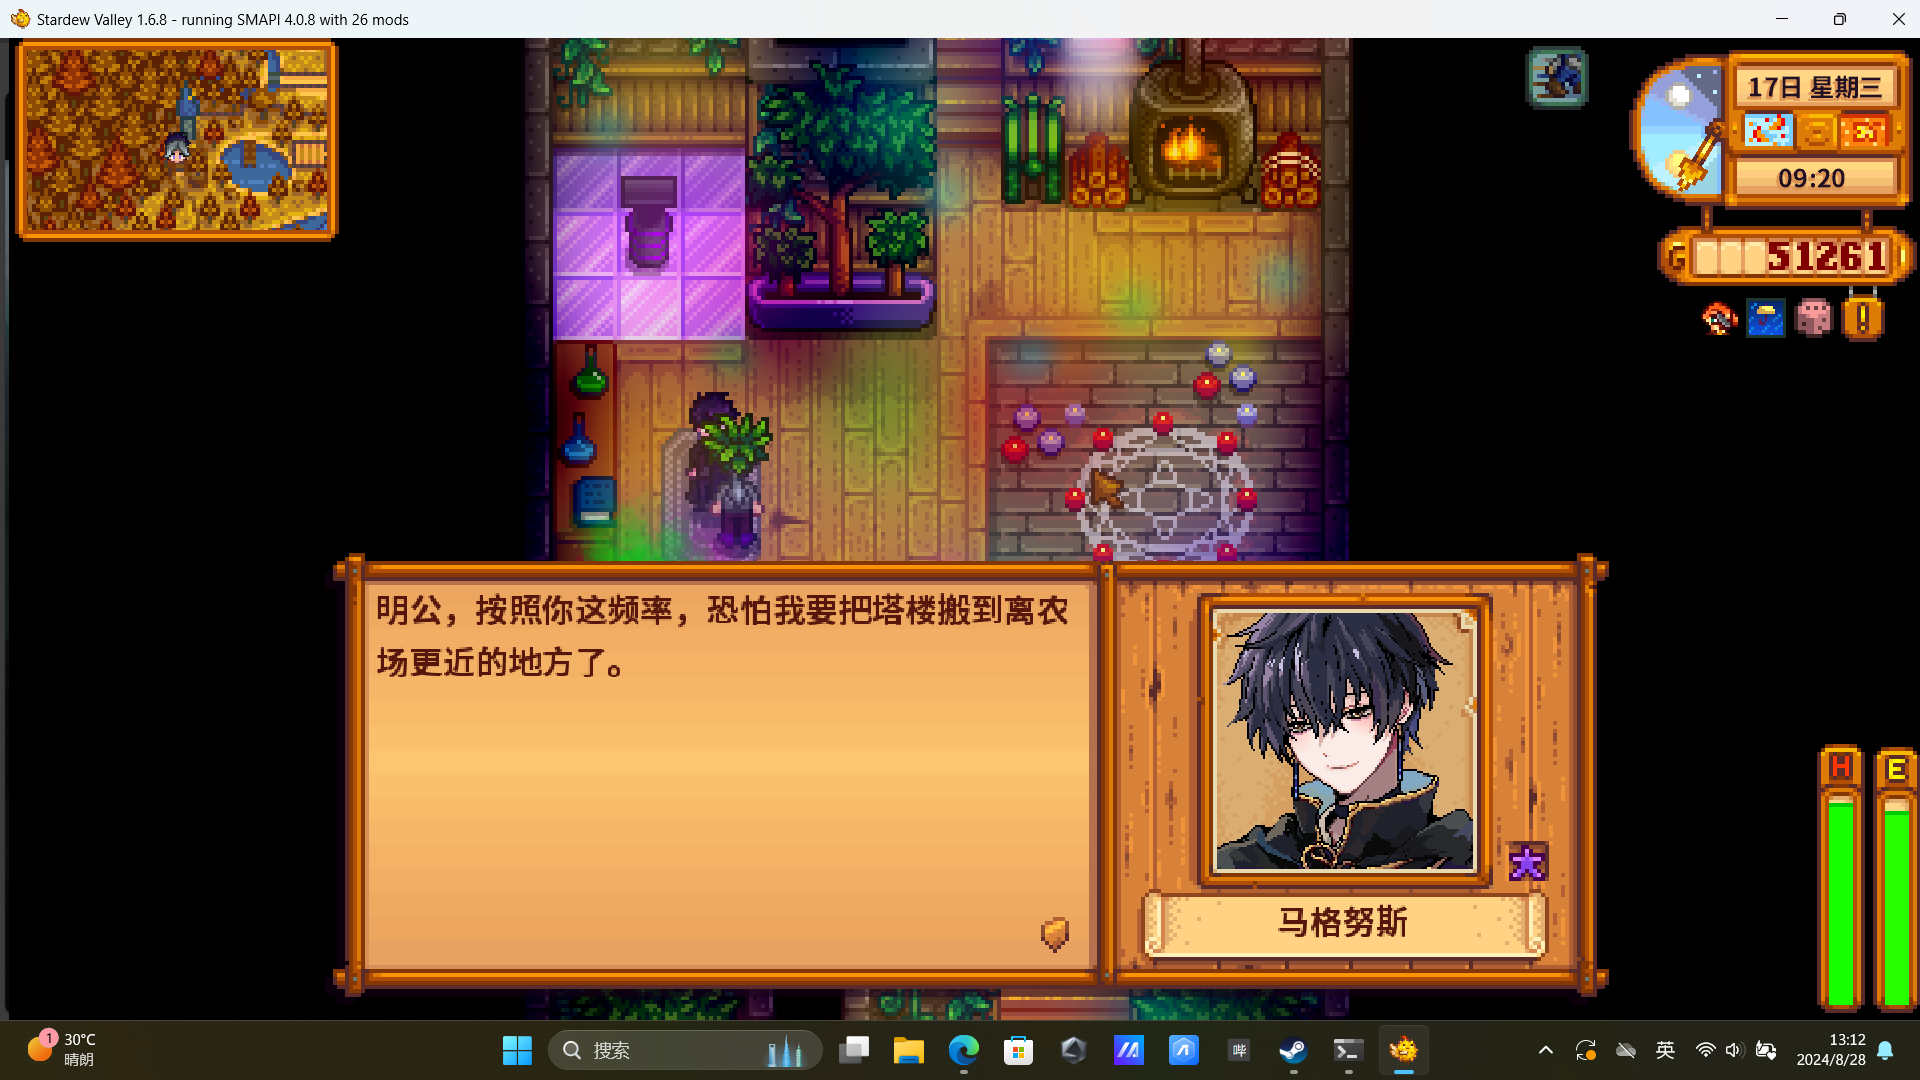 Stardew Valley 1.6.8 - running SMAPI 4.0.8 with 26 mods
17日 星期三
09:20
G 51261
明公，按照你这频率，恐怕我要把塔楼搬到离农
场更近的地方了。
马格努斯
H
E
1
30°C
晴朗
搜索
哔
英
13:12
2024/8/28